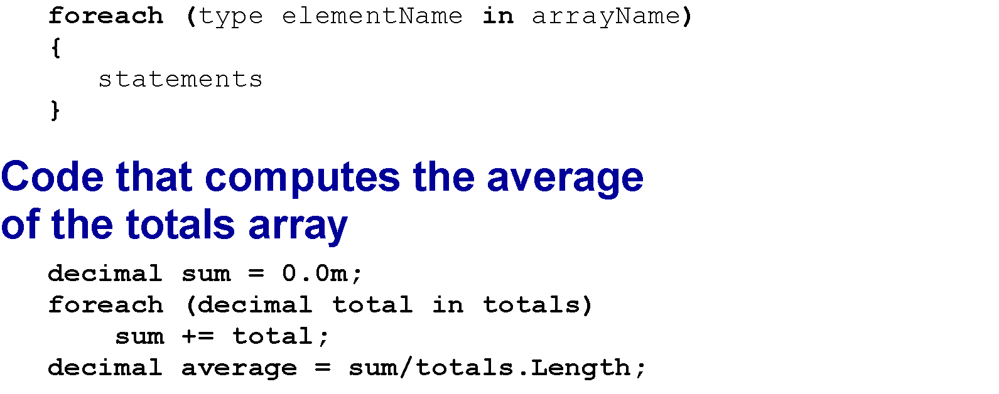 foreach (type elementName in arrayName)
{
statements
}
Code that computes the average
of the totals array
decimal sum = 0.0m;
foreach (decimal total in totals)
sum += total;
decimal average = sum/totals.Length;